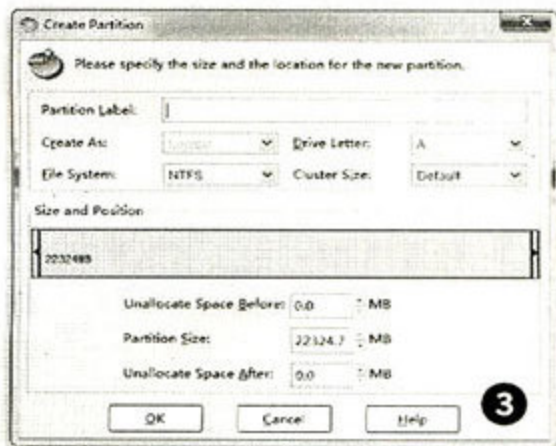 Create Partition
Please specify the size and the location for the new partition.
Partition Label:
Create As: Drive Letter: A
File System: NTFS Cluster Size: Default
Size and Position
Unallocate Space Before: 0.0 MB
Partition Size: 22324.7 MB
Unallocate Space After: 0.0 MB
OK Cancel Help
3